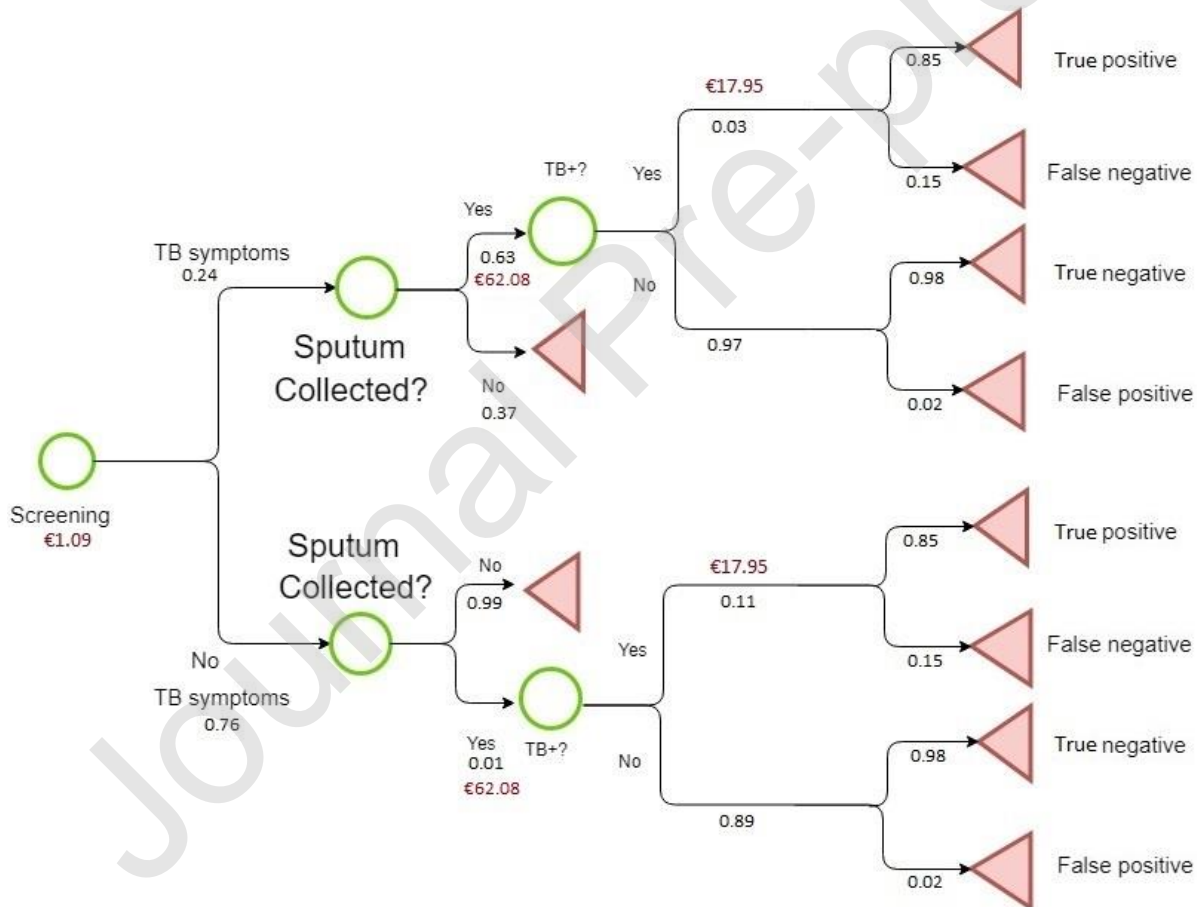 Journal Pre-pr
Screening
€1.09
TB symptoms
0.24
Sputum
Collected?
Yes
0.63
€62.08
No
0.37
TB+?
Yes
€17.95
0.03
0.85
True positive
0.15
False negative
No
0.97
0.98
True negative
0.02
False positive
No
TB symptoms
0.76
Sputum
Collected?
No
0.99
Yes
0.01
€62.08
TB+?
Yes
€17.95
0.11
0.85
True positive
0.15
False negative
No
0.89
0.98
True negative
0.02
False positive